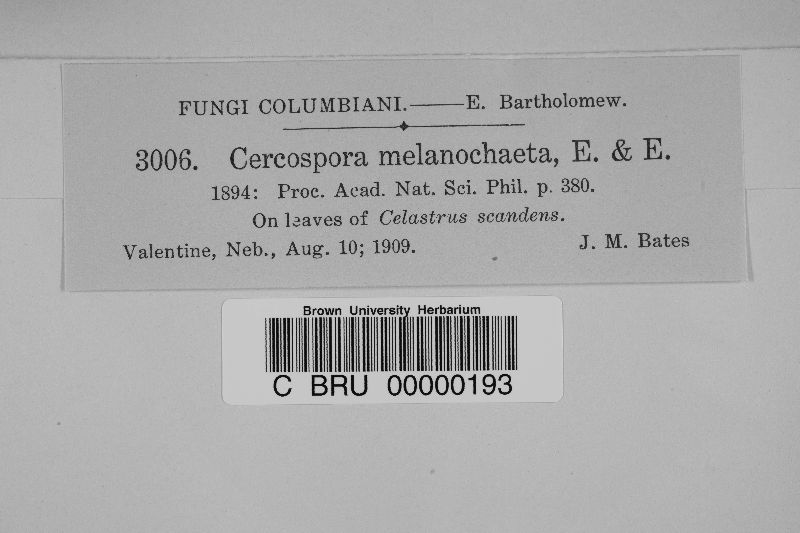 FUNGI COLUMBIANI.——E. Bartholomew.
3006. Cercospora melanochaeta, E. & E.
1894: Proc. Acad. Nat. Sci. Phil. p. 380.
On leaves of Celastrus scandens.
Valentine, Neb., Aug. 10; 1909. J. M. Bates
Brown University Herbarium
C BRU 00000193